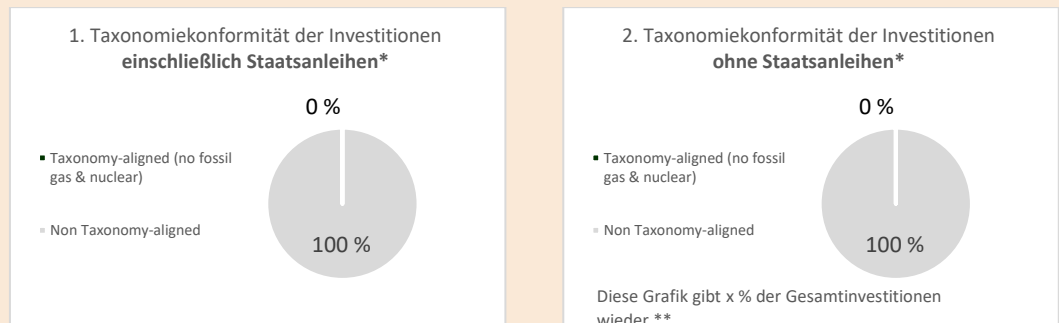 1. Taxonomiekonformität der Investitionen
einschließlich Staatsanleihen*
0 %
▪ Taxonomy-aligned (no fossil
gas & nuclear)
▪ Non Taxonomy-aligned
100 %
2. Taxonomiekonformität der Investitionen
ohne Staatsanleihen*
0 %
▪ Taxonomy-aligned (no fossil
gas & nuclear)
▪ Non Taxonomy-aligned
100 %
Diese Grafik gibt x % der Gesamtinvestitionen
wieder.**